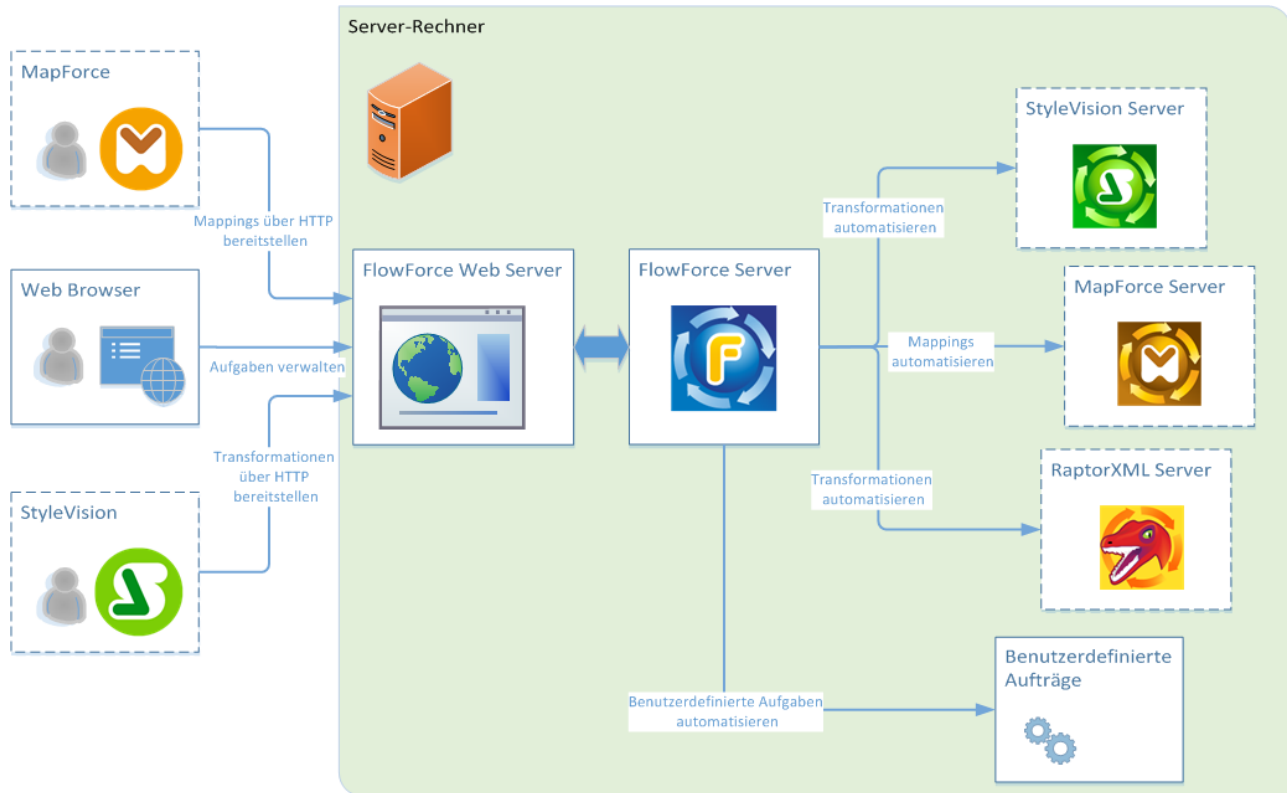 Server-Rechner
MapForce
Mappings über HTTP
bereitstellen
Web Browser
Aufgaben verwalten
StyleVision
Transformationen
über HTTP
bereitstellen
FlowForce Web Server
FlowForce Server
Transformationen
automatisieren
StyleVision Server
Mappings
automatisieren
MapForce Server
Transformationen
automatisieren
RaptorXML Server
Benutzerdefinierte Aufgaben
automatisieren
Benutzerdefinierte
Aufträge